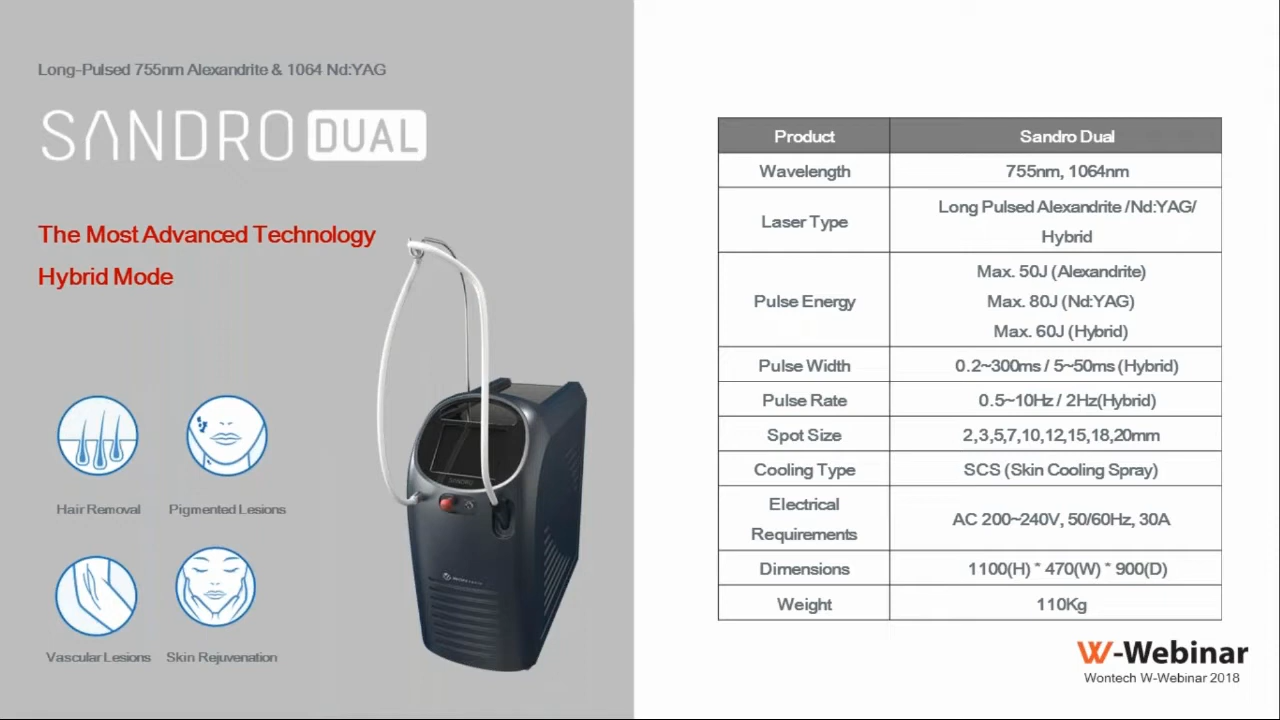 Long-Pulsed 755nm Alexandrite & 1064 Nd:YAG
SANDRO DUAL
The Most Advanced Technology
Hybrid Mode
Hair Removal
Pigmented Lesions
Vascular Lesions
Skin Rejuvenation
SANDRO
Product
Sandro Dual
Wavelength
755nm, 1064nm
Laser Type
Long Pulsed Alexandrite /Nd:YAG/
Hybrid
Pulse Energy
Max. 50J (Alexandrite)
Max. 80J (Nd:YAG)
Max. 60J (Hybrid)
Pulse Width
0.2~300ms / 5~50ms (Hybrid)
Pulse Rate
0.5~10Hz / 2Hz(Hybrid)
Spot Size
2,3,5,7,10,12,15,18,20mm
Cooling Type
SCS (Skin Cooling Spray)
Electrical
Requirements
AC 200~240V, 50/60Hz, 30A
Dimensions
1100(H) * 470(W) * 900(D)
Weight
110Kg
W-Webinar
Wontech W-Webinar 2018